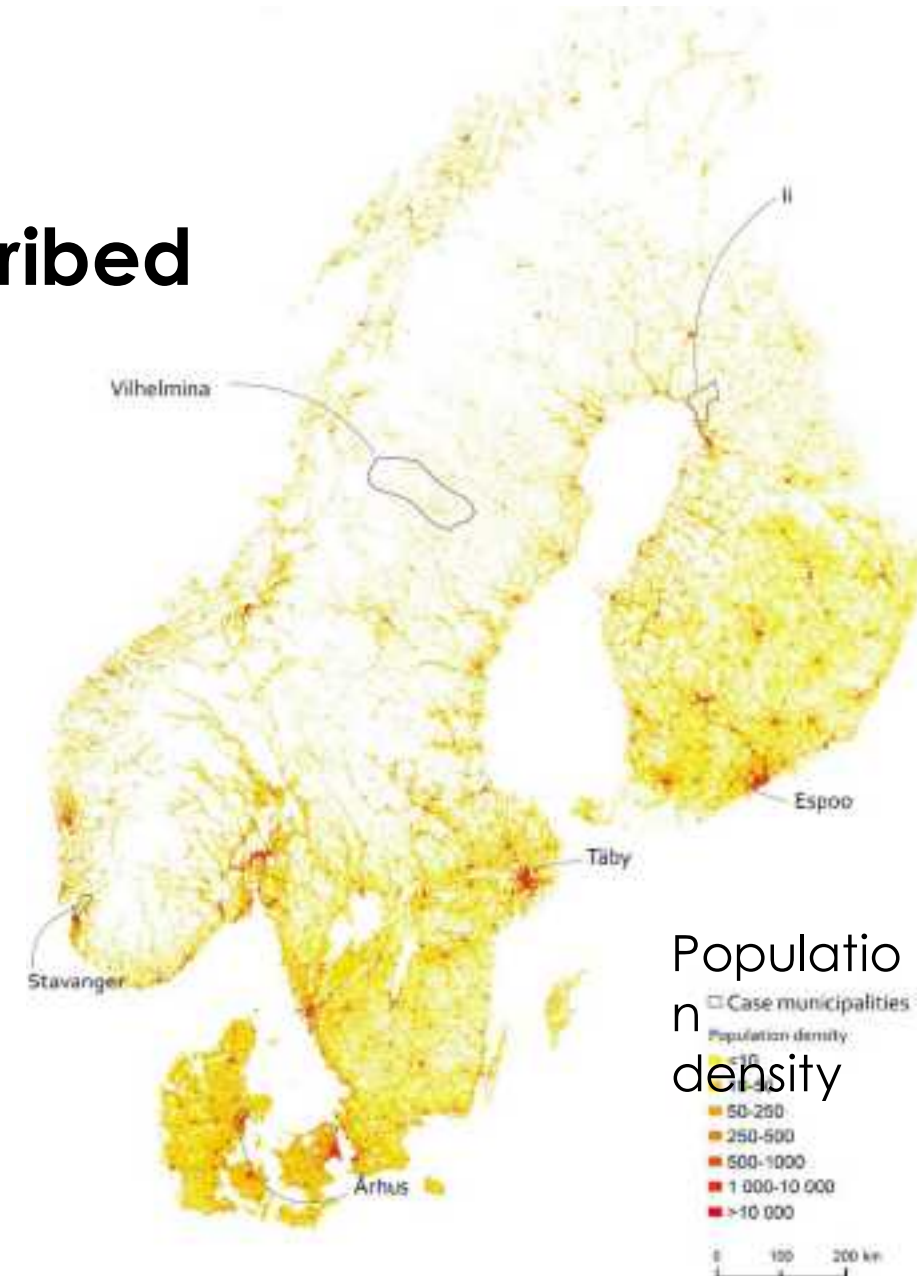 ribed
Ii
Vilhelmina
Espoo
Täby
Stavanger
Populatio
n
density
Case municipalities
Population density
50-250
250-500
500-1000
1 000-10 000
>10 000
Århus
0 100 200 km